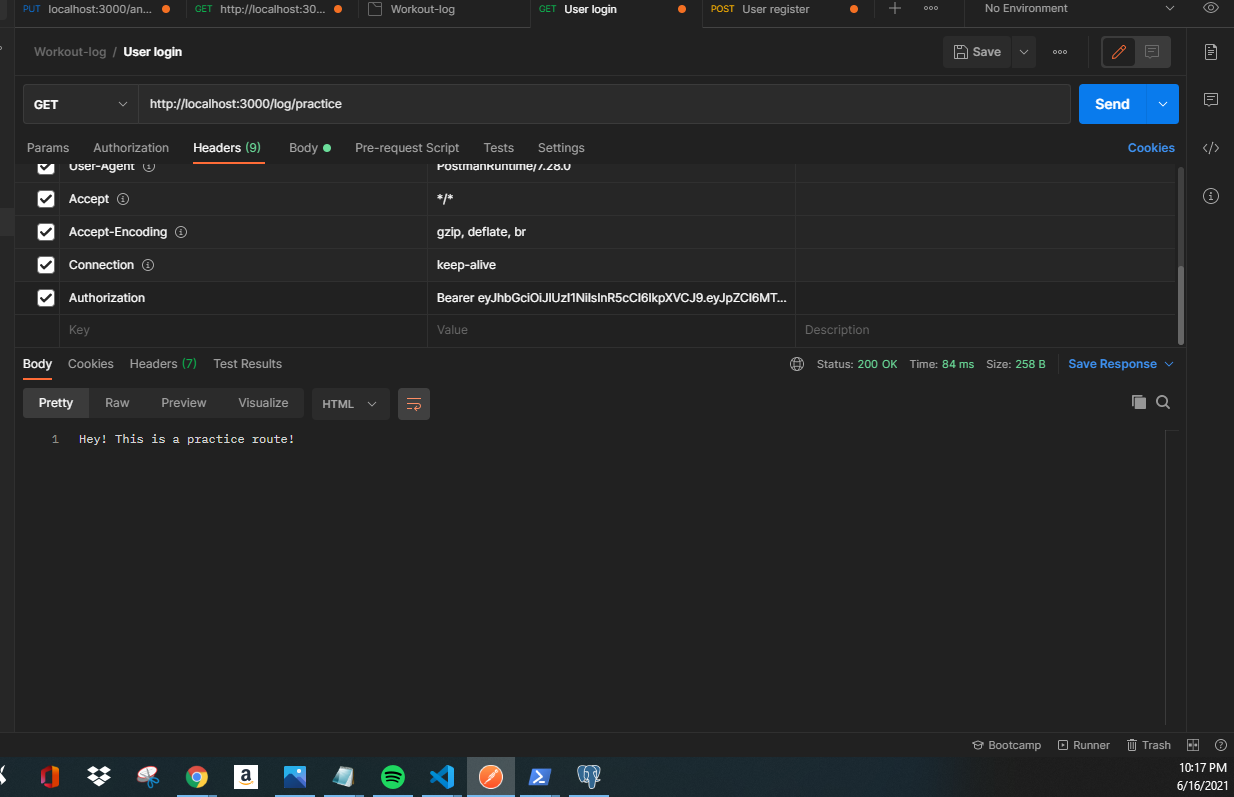 PUT localhost:3000/an... GET http://localhost:30... Workout-log GET User login POST User register No Environment
Workout-log / User login Save
GET http://localhost:3000/log/practice Send
Params Authorization Headers (9) Body Pre-request Script Tests Settings Cookies
User-Agent PostmanRuntime/7.28.0
Accept */*
Accept-Encoding gzip, deflate, br
Connection keep-alive
Authorization Bearer eyJhbGciOiJIUzI1NiIsInR5cCI6IkpXVCJ9.eyJpZCI6MT...
Key Value Description
Body Cookies Headers (7) Test Results Status: 200 OK Time: 84 ms Size: 258 B Save Response
Pretty Raw Preview Visualize HTML
1 Hey! This is a practice route!
Bootcamp Runner Trash
10:17 PM
6/16/2021